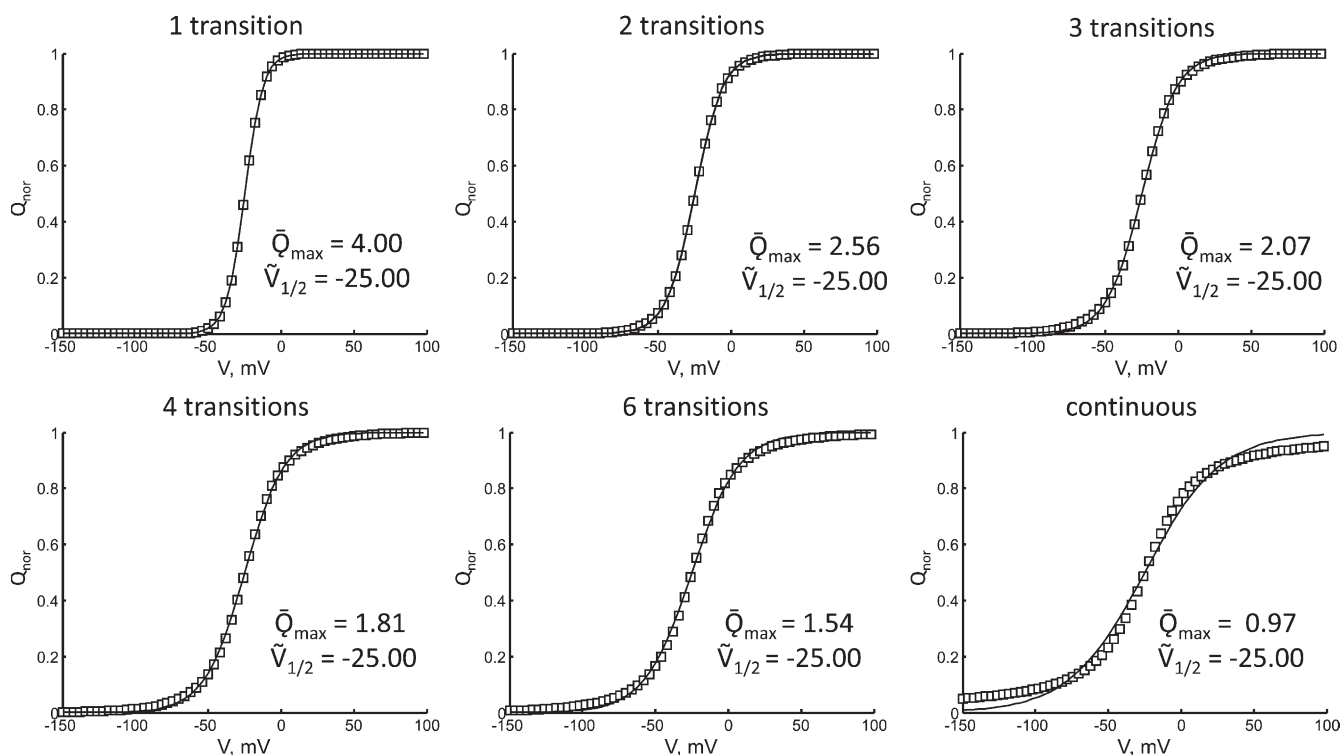 1 transition
1
0.8
0.6
0.4
0.2
0
Qnor
Q̄max = 4.00
Ṽ1/2 = -25.00
-150 -100 -50 0 50 100
V, mV
2 transitions
1
0.8
0.6
0.4
0.2
0
Qnor
Q̄max = 2.56
Ṽ1/2 = -25.00
-150 -100 -50 0 50 100
V, mV
3 transitions
1
0.8
0.6
0.4
0.2
0
Qnor
Q̄max = 2.07
Ṽ1/2 = -25.00
-150 -100 -50 0 50 100
V, mV
4 transitions
1
0.8
0.6
0.4
0.2
0
Qnor
Q̄max = 1.81
Ṽ1/2 = -25.00
-150 -100 -50 0 50 100
V, mV
6 transitions
1
0.8
0.6
0.4
0.2
0
Qnor
Q̄max = 1.54
Ṽ1/2 = -25.00
-150 -100 -50 0 50 100
V, mV
continuous
1
0.8
0.6
0.4
0.2
0
Qnor
Q̄max = 0.97
Ṽ1/2 = -25.00
-150 -100 -50 0 50 100
V, mV